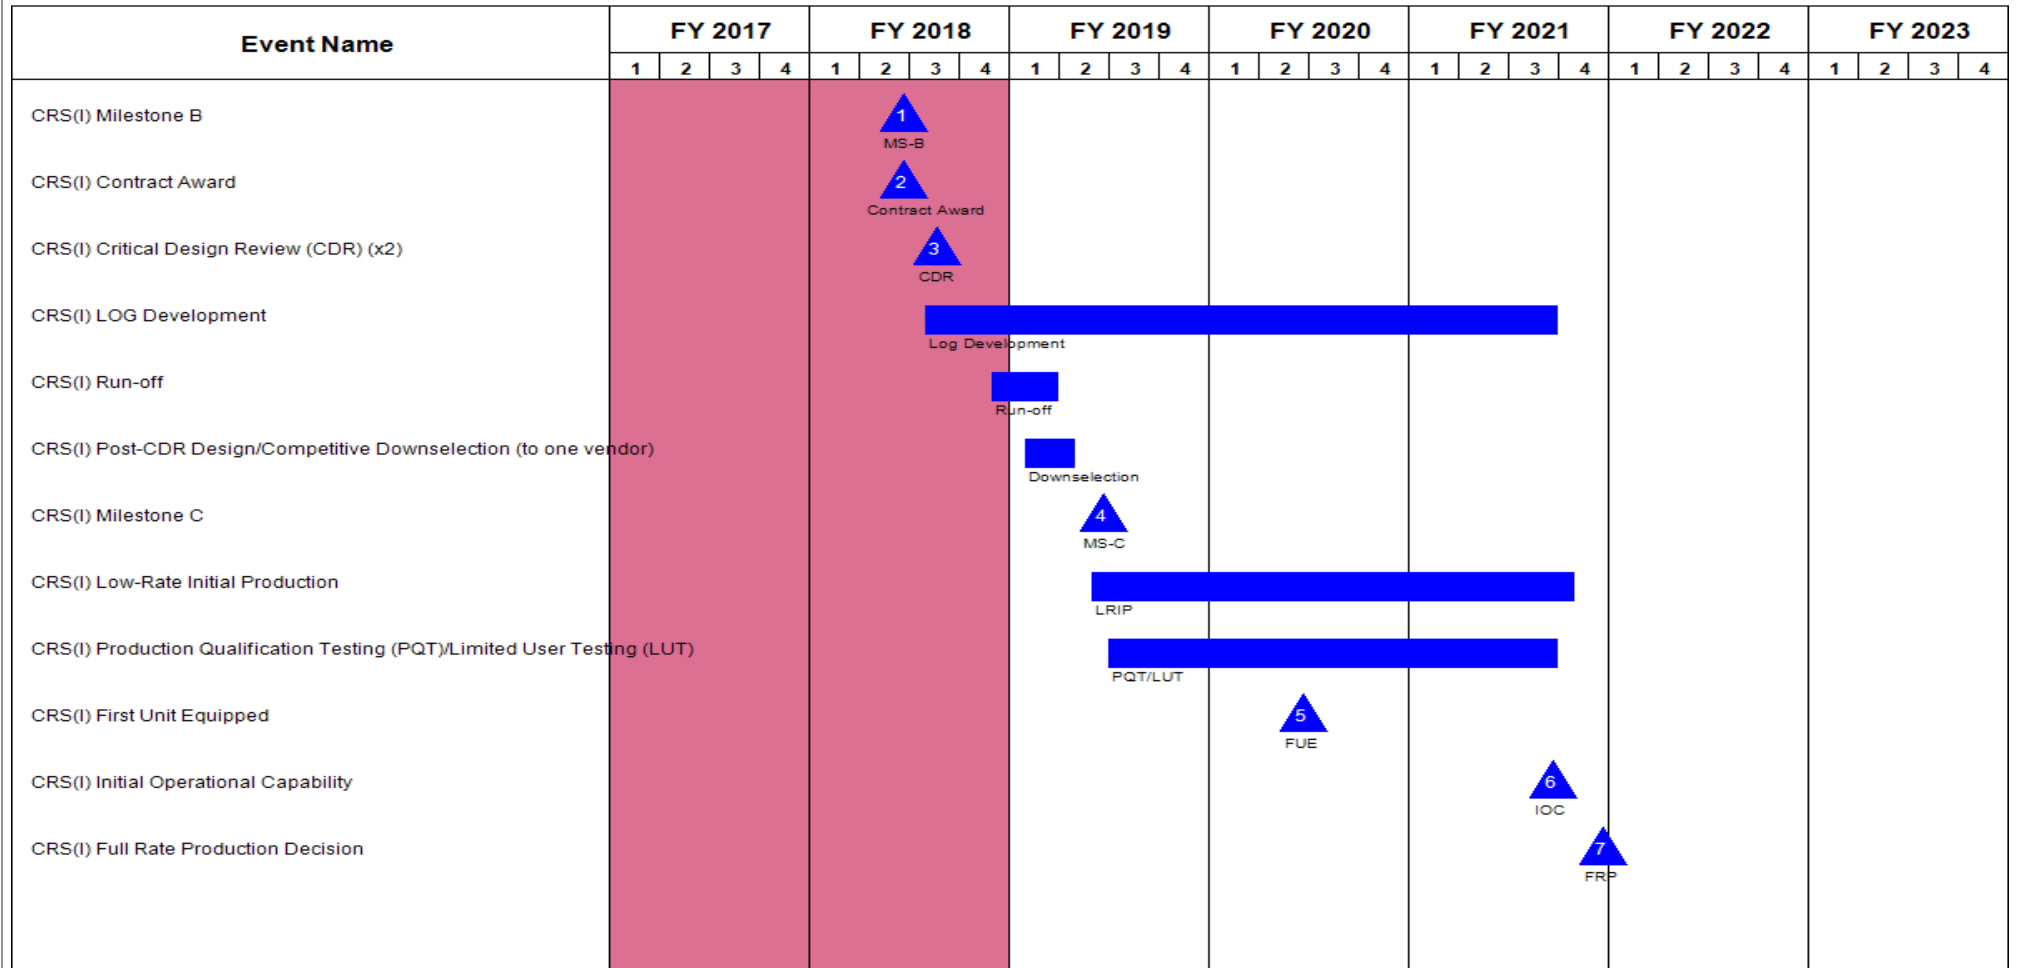 Event Name
FY 2017 FY 2018 FY 2019 FY 2020 FY 2021 FY 2022 FY 2023
1 2 3 4 1 2 3 4 1 2 3 4 1 2 3 4 1 2 3 4 1 2 3 4 1 2 3 4
CRS(I) Milestone B
1
MS-B
CRS(I) Contract Award
2
Contract Award
CRS(I) Critical Design Review (CDR) (x2)
3
CDR
CRS(I) LOG Development
Log Development
CRS(I) Run-off
Run-off
CRS(I) Post-CDR Design/Competitive Downselection (to one vendor)
Downselection
CRS(I) Milestone C
4
MS-C
CRS(I) Low-Rate Initial Production
LRIP
CRS(I) Production Qualification Testing (PQT)/Limited User Testing (LUT)
PQT/LUT
CRS(I) First Unit Equipped
5
FUE
CRS(I) Initial Operational Capability
6
IOC
CRS(I) Full Rate Production Decision
7
FRP